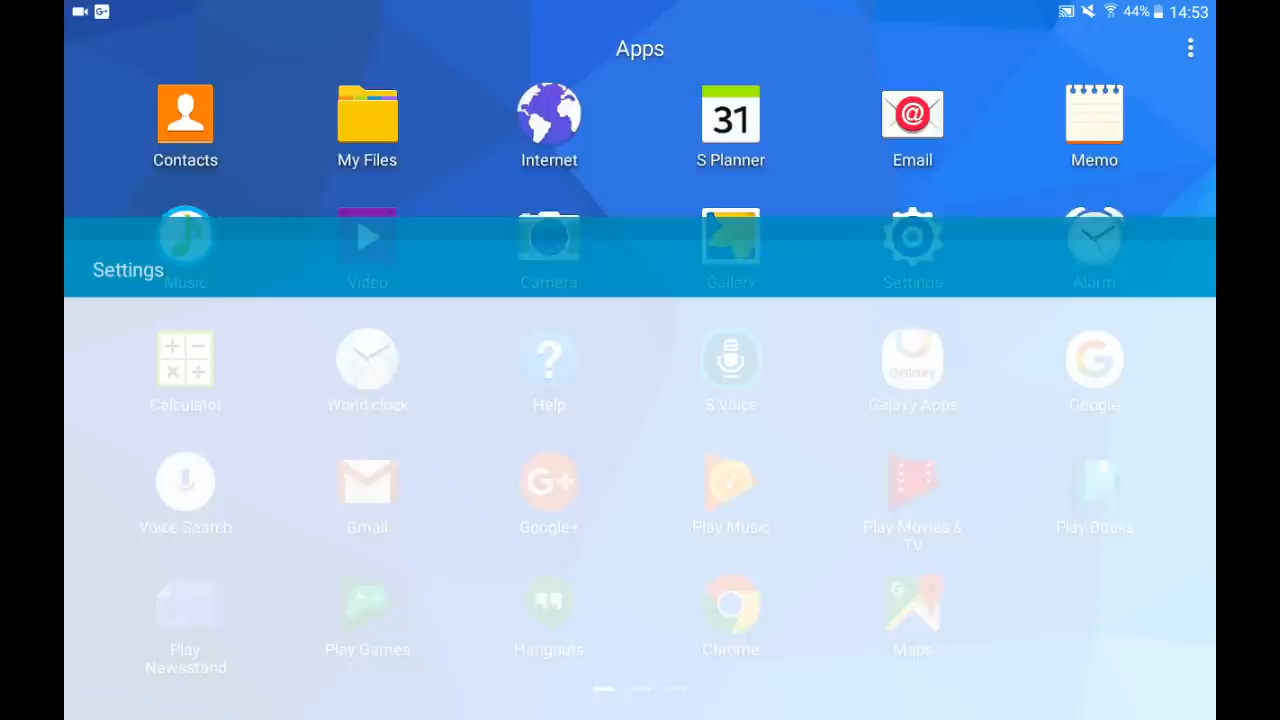 G+ 44% 14:53
Apps
Contacts My Files Internet S Planner Email Memo
31 @
Settings
Music Video Camera Gallery Settings Alarm
Calculator World clock Help S Voice Galaxy Apps Google
Galaxy
Voice Search Gmail Google+ Play Music Play Movies & TV Play Books
G+
Play Newsstand Play Games Hangouts Chrome Maps